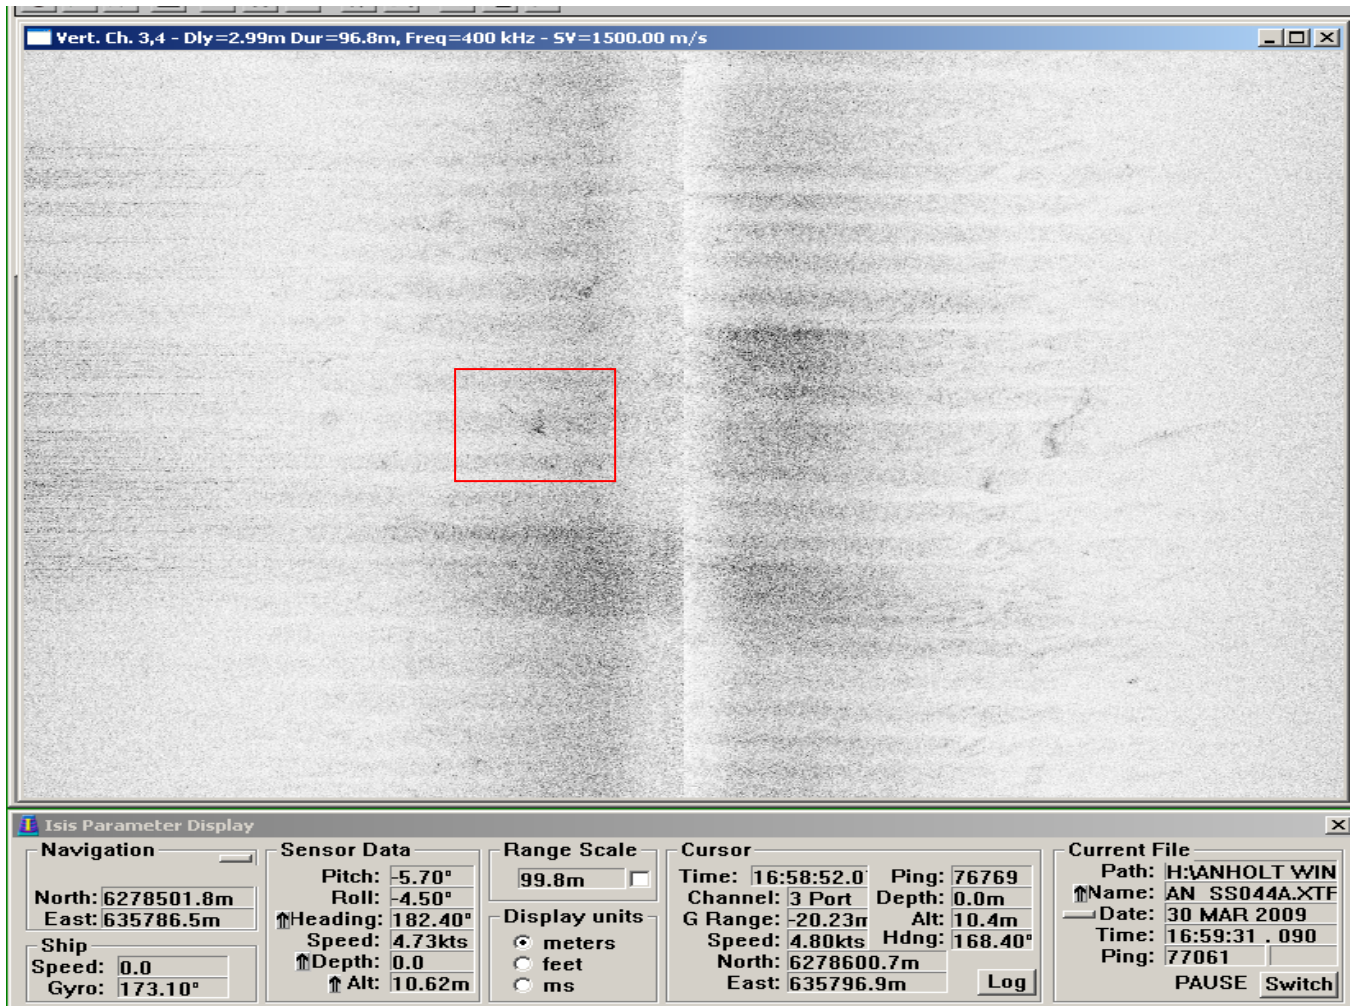 Vert. Ch. 3,4 - Dly=2.99m Dur=96.8m, Freq=400 kHz - SV=1500.00 m/s
Isis Parameter Display
Navigation
North: 6278501.8m
East: 635786.5m
Ship
Speed: 0.0
Gyro: 173.10°
Sensor Data
Pitch: -5.70°
Roll: -4.50°
Heading: 182.40°
Speed: 4.73kts
Depth: 0.0
Alt: 10.62m
Range Scale
99.8m
Display units
meters
feet
ms
Cursor
Time: 16:58:52.0 Ping: 76769
Channel: 3 Port Depth: 0.0m
G Range: -20.23m Alt: 10.4m
Speed: 4.80kts Hdng: 168.40°
North: 6278600.7m
East: 635796.9m
Log
Current File
Path: H:\ANHOLT WIN
Name: AN_SS044A.XTF
Date: 30 MAR 2009
Time: 16:59:31 . 090
Ping: 77061
PAUSE Switch